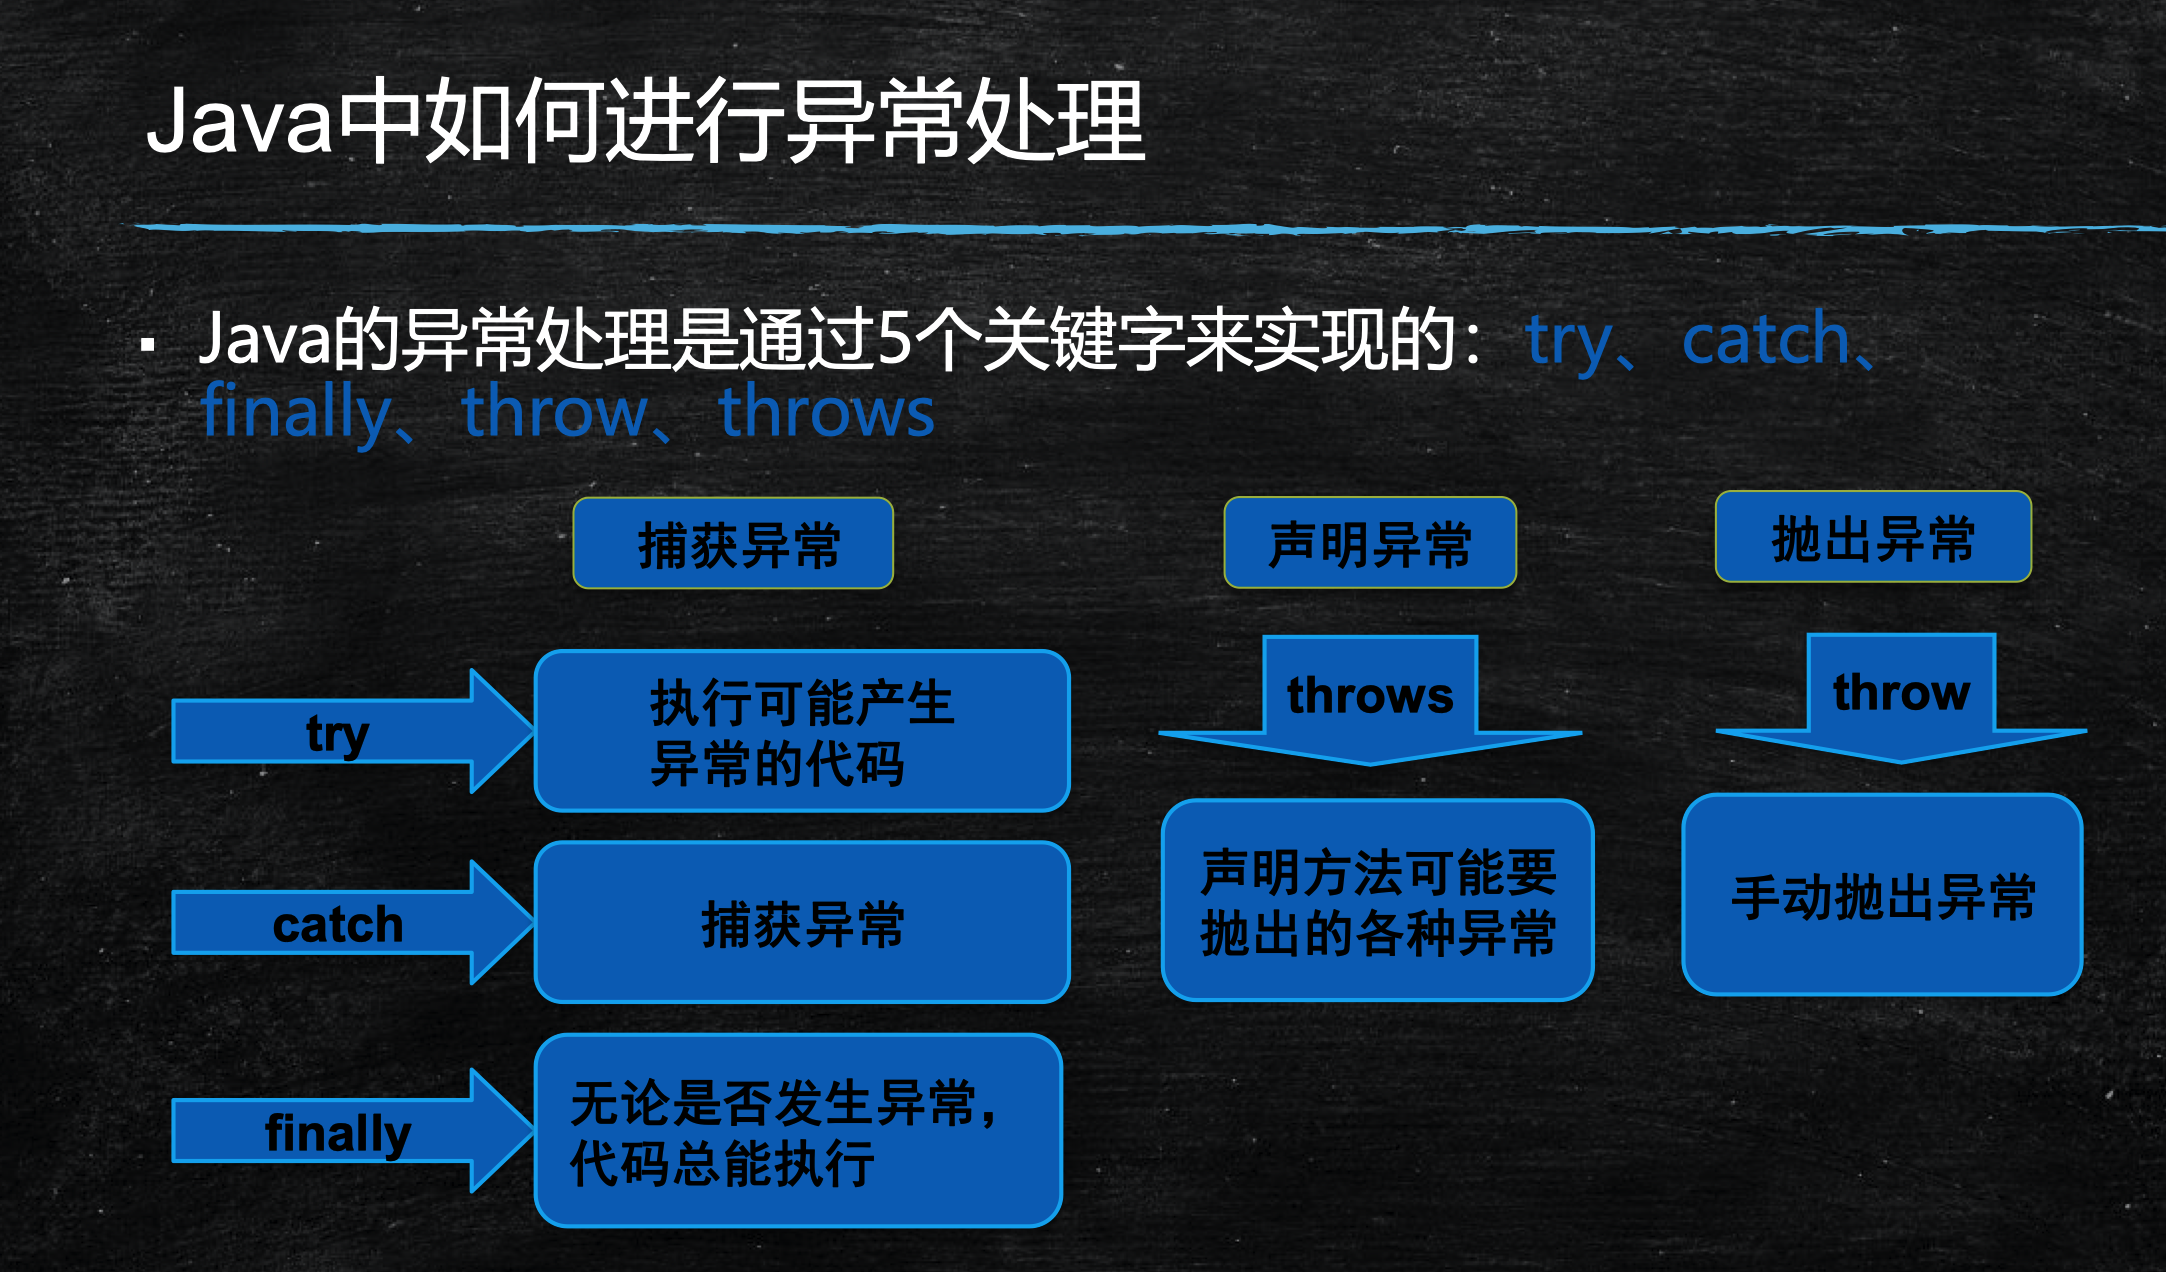 Java中如何进行异常处理
▪ Java的异常处理是通过5个关键字来实现的：try、catch、
finally、throw、throws
捕获异常
声明异常
抛出异常
try
执行可能产生
异常的代码
catch
捕获异常
finally
无论是否发生异常，
代码总能执行
throws
声明方法可能要
抛出的各种异常
throw
手动抛出异常